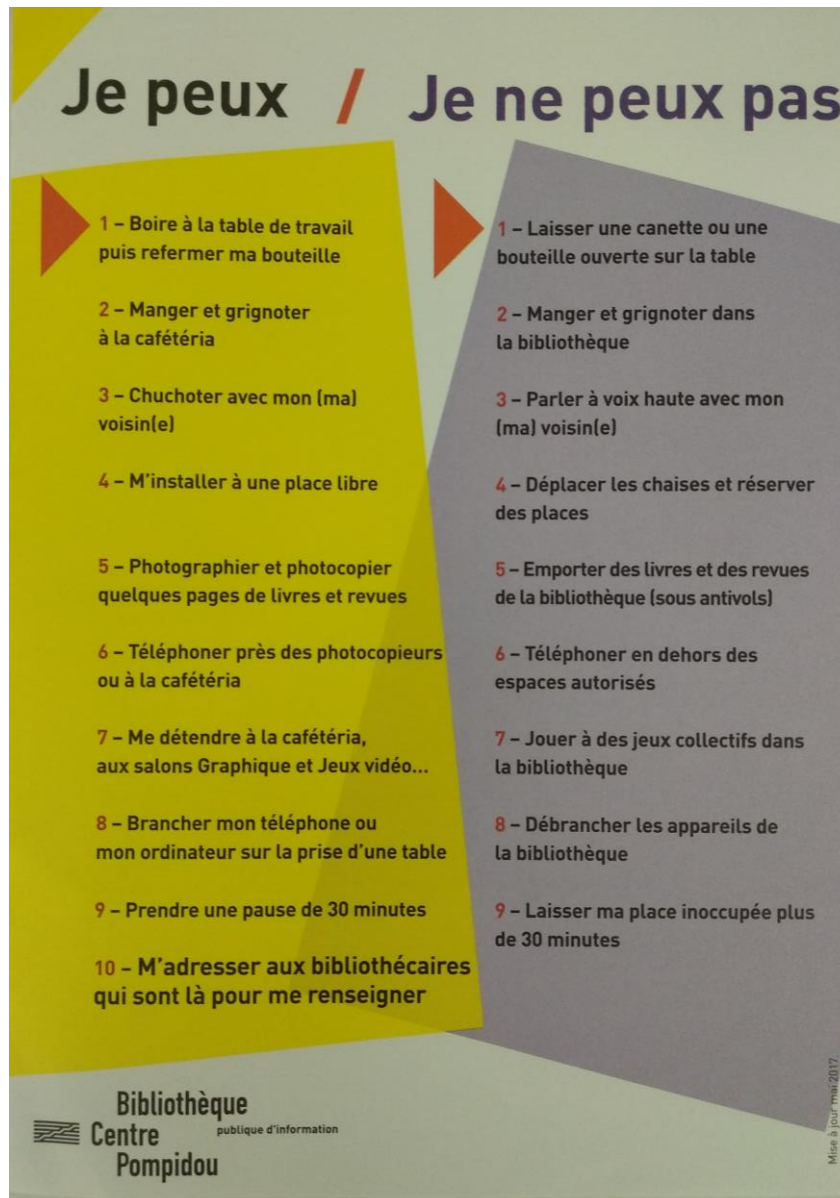 Je peux / Je ne peux pas
1 – Boire à la table de travail
puis refermer ma bouteille
2 – Manger et grignoter
à la cafétéria
3 – Chuchoter avec mon (ma)
voisin(e)
4 – M'installer à une place libre
5 – Photographier et photocopier
quelques pages de livres et revues
6 – Téléphoner près des photocopieurs
ou à la cafétéria
7 – Me détendre à la cafétéria,
aux salons Graphique et Jeux vidéo...
8 – Brancher mon téléphone ou
mon ordinateur sur la prise d'une table
9 – Prendre une pause de 30 minutes
10 – M'adresser aux bibliothécaires
qui sont là pour me renseigner
1 – Laisser une canette ou une
bouteille ouverte sur la table
2 – Manger et grignoter dans
la bibliothèque
3 – Parler à voix haute avec mon
(ma) voisin(e)
4 – Déplacer les chaises et réserver
des places
5 – Emporter des livres et des revues
de la bibliothèque (sous antivols)
6 – Téléphoner en dehors des
espaces autorisés
7 – Jouer à des jeux collectifs dans
la bibliothèque
8 – Débrancher les appareils de
la bibliothèque
9 – Laisser ma place inoccupée plus
de 30 minutes
Bibliothèque
publique d'information
Centre
Pompidou
Mise à jour mai 2017